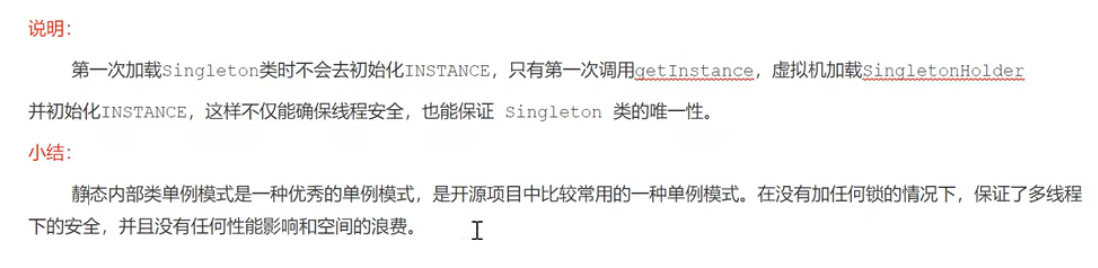 说明：
第一次加载Singleton类时不会去初始化INSTANCE，只有第一次调用getInstance，虚拟机加载SingletonHolder
并初始化INSTANCE，这样不仅能确保线程安全，也能保证 Singleton 类的唯一性。
小结：
静态内部类单例模式是一种优秀的单例模式，是开源项目中比较常用的一种单例模式。在没有加任何锁的情况下，保证了多线程
下的安全，并且没有任何性能影响和空间的浪费。